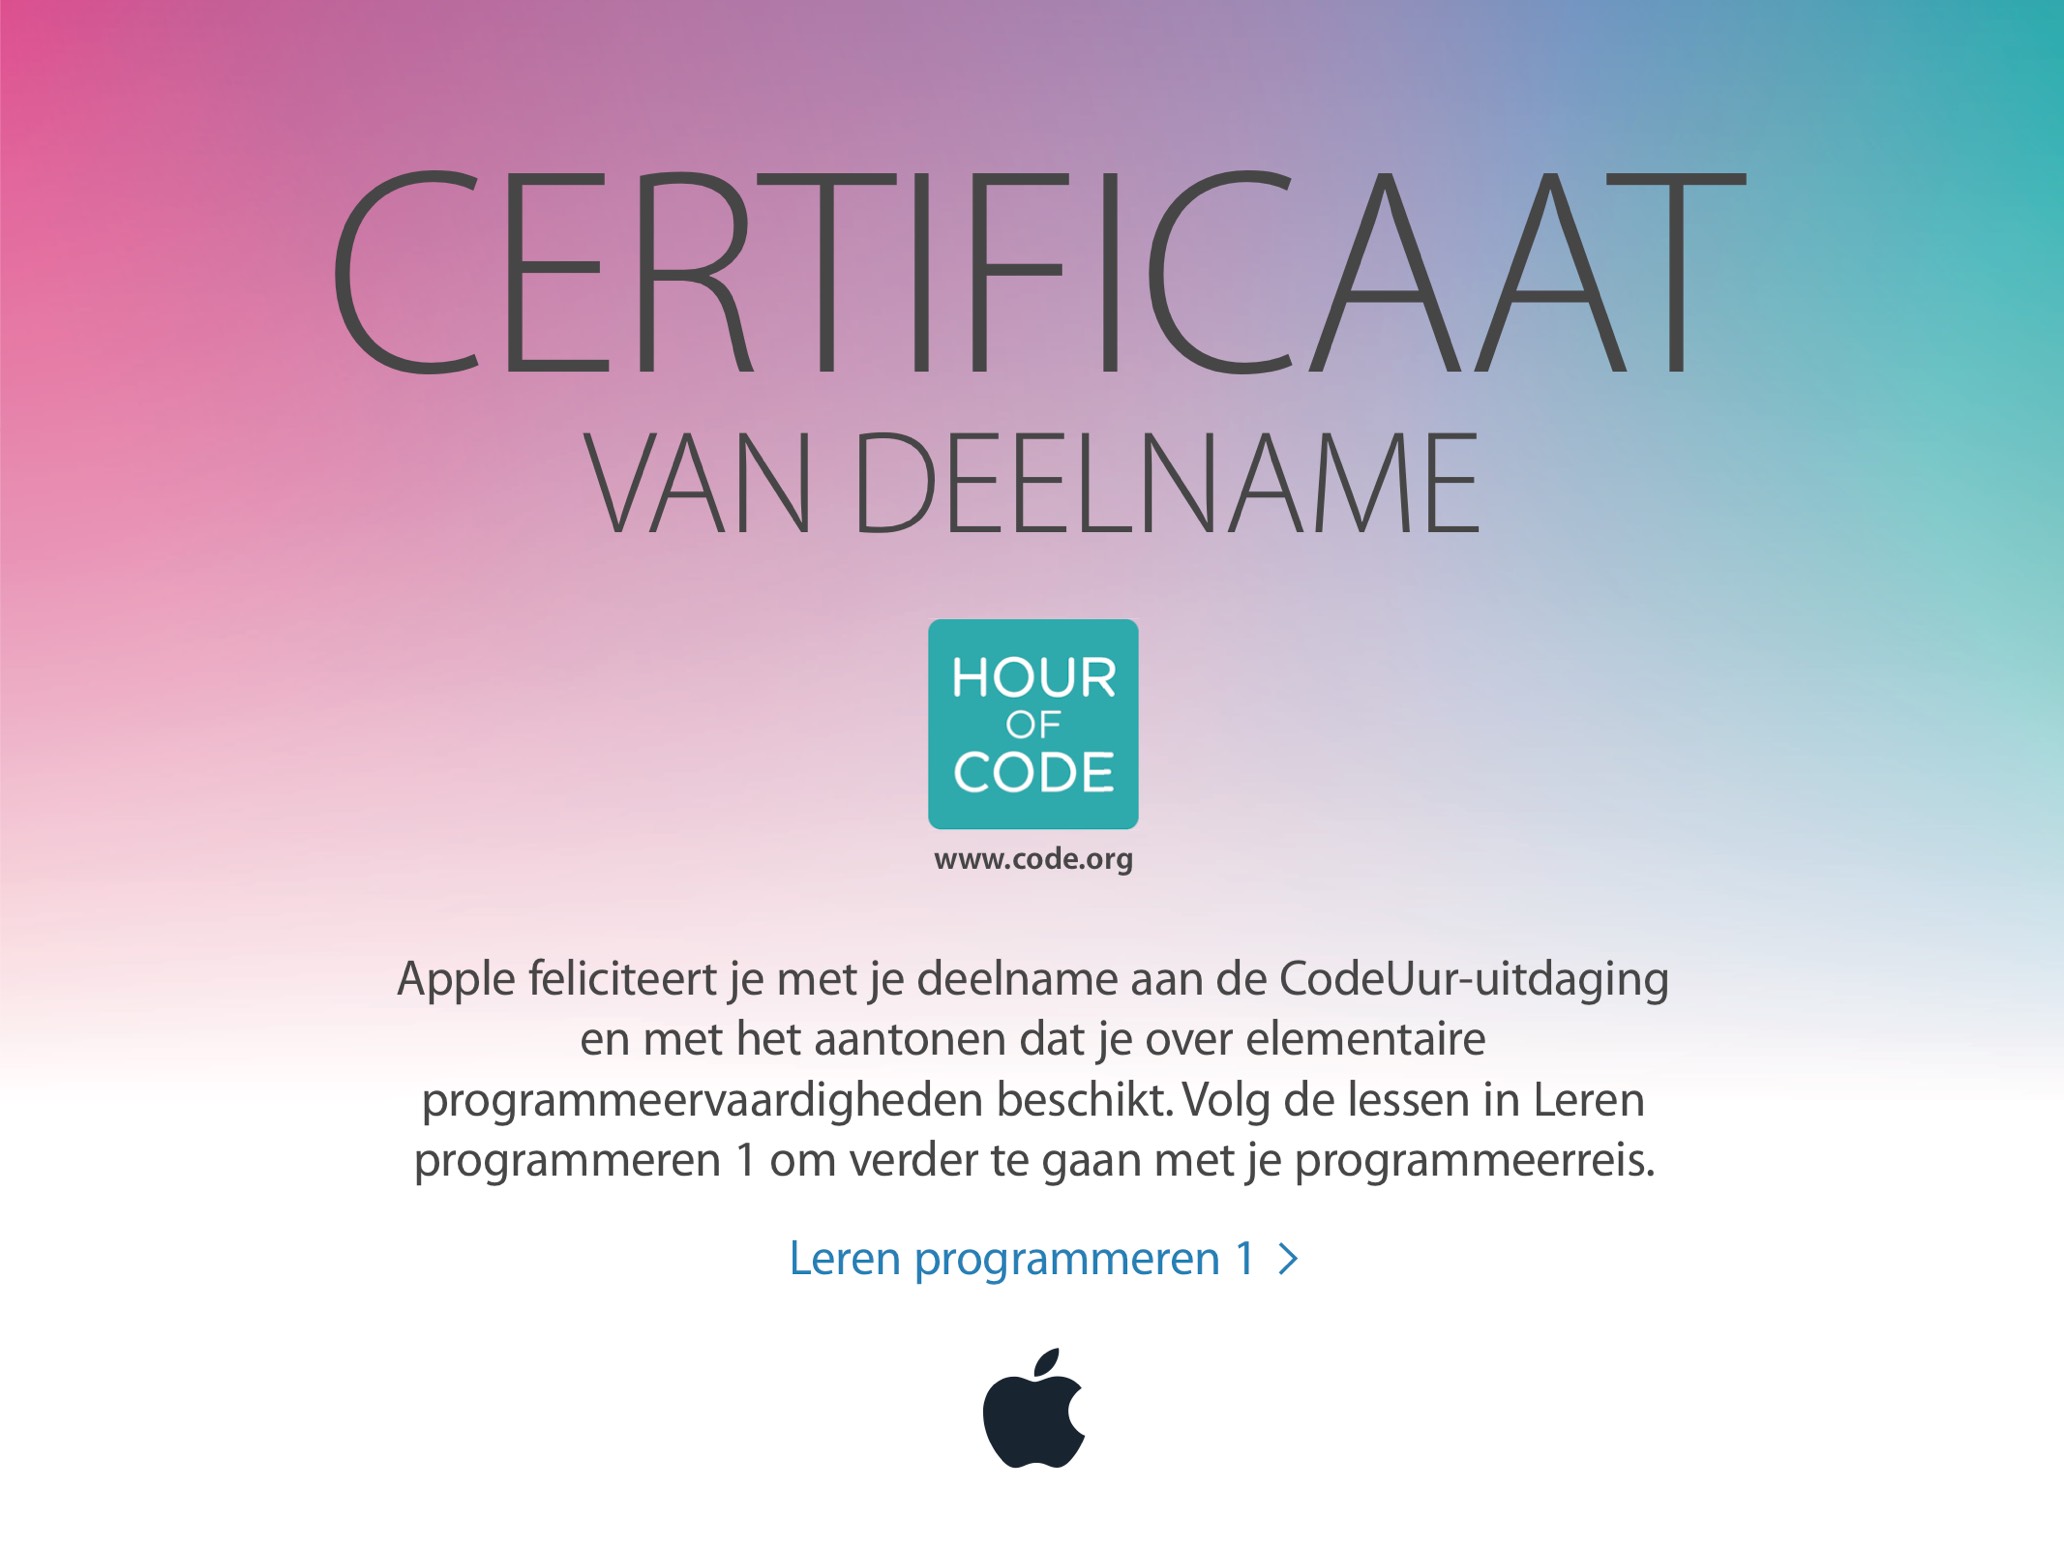 CERTIFICAAT
VAN DEELNAME
HOUR
OF
CODE
www.code.org
Apple feliciteert je met je deelname aan de CodeUur-uitdaging
en met het aantonen dat je over elementaire
programmeervaardigheden beschikt. Volg de lessen in Leren
programmeren 1 om verder te gaan met je programmeerreis.
Leren programmeren 1 >